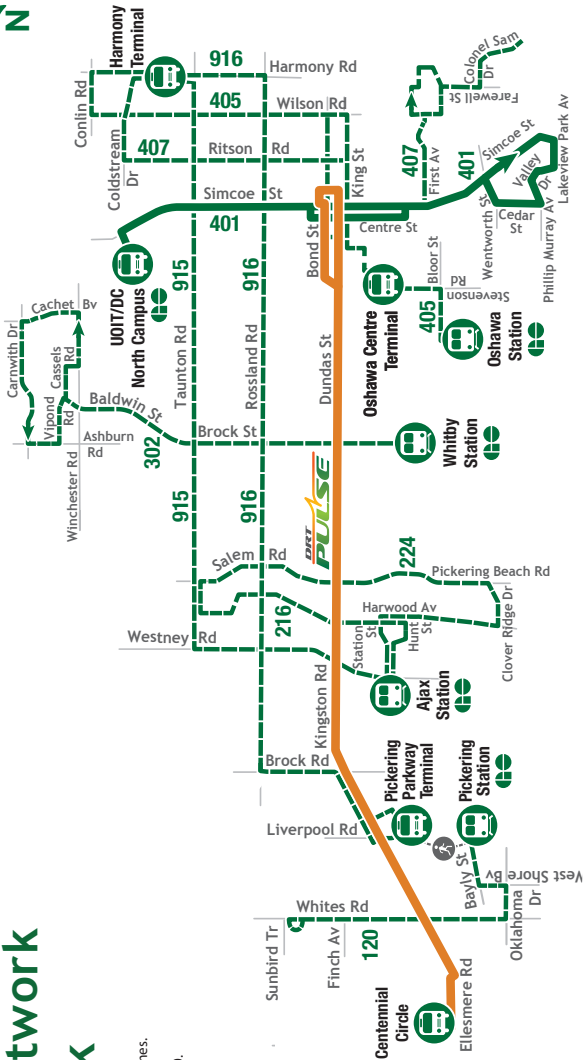 N
twork
k
nes.
Harmony
Terminal
916
Harmony Rd
Conlin Rd
405
Wilson Rd
407
Ritson Rd
Coldstream
Dr
Simcoe St
401
UOIT/DC
North Campus
Bond St
King St
Centre St
407
First Av
Farewell St
Colonel Sam
Dr
401
Simcoe St
Valley
Dr
Lakeview Park Av
Wentworth St
Cedar
St
Phillip Murray Av
Bloor St
Stevenson
Rd
405
Oshawa
Station
Oshawa Centre
Terminal
915
916
Taunton Rd
Rossland Rd
Dundas St
Cachet Bv
Carnwith Dr
Cassels
Rd
Vipond
Rd
Baldwin St
Winchester Rd
Ashburn
Rd
302
Brock St
Whitby
Station
915
916
DRT
PULSE
Salem Rd
224
Pickering Beach Rd
216
Harwood Av
Station
St
Hunt
St
Clover Ridge Dr
Westney Rd
Ajax
Station
Kingston Rd
Brock Rd
Pickering
Parkway
Terminal
Liverpool Rd
Pickering
Station
Bayly St
West Shore Bv
Whites Rd
Sunbird Tr
Finch Av
120
Oklahoma
Dr
Centennial
Circle
Ellesmere Rd